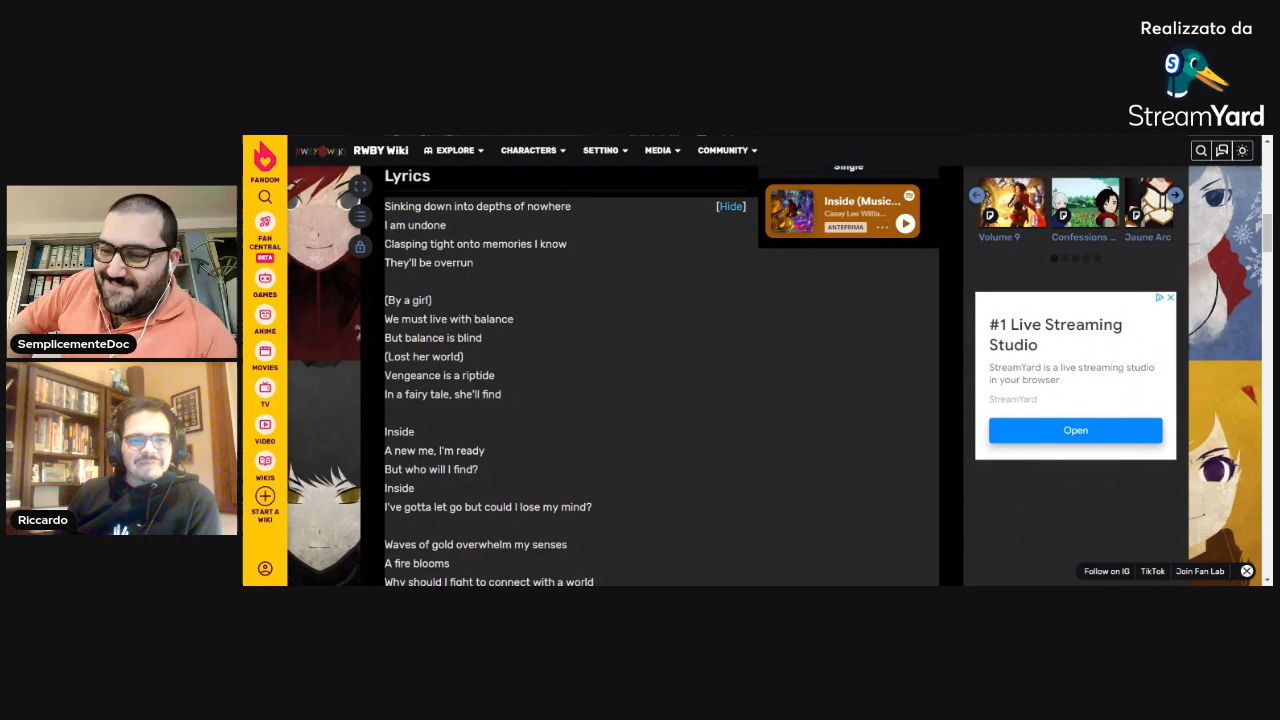 Realizzato da
StreamYard
RWBY Wiki
EXPLORE
CHARACTERS
SETTING
MEDIA
COMMUNITY
FANDOM
FAN CENTRAL
BETA
GAMES
ANIME
MOVIES
TV
VIDEO
WIKIS
START A WIKI
SemplicementeDoc
Riccardo
Lyrics
[Hide]
Sinking down into depths of nowhere
I am undone
Clasping tight onto memories I know
They'll be overrun
(By a girl)
We must live with balance
But balance is blind
(Lost her world)
Vengeance is a riptide
In a fairy tale, she'll find
Inside
A new me, I'm ready
But who will I find?
Inside
I've gotta let go but could I lose my mind?
Waves of gold overwhelm my senses
A fire blooms
Why should I fight to connect with a world
Single
Inside (Music...
Casey Lee Willia...
ANTEPRIMA
Volume 9
Confessions ...
Jaune Arc
#1 Live Streaming
Studio
StreamYard is a live streaming studio
in your browser
StreamYard
Open
Follow on IG
TikTok
Join Fan Lab